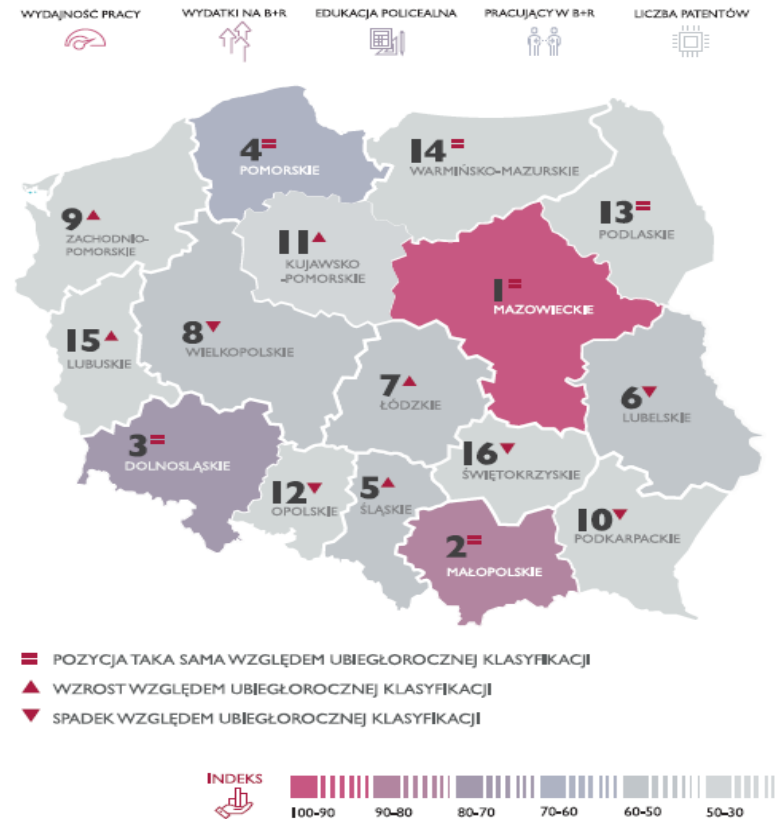 WYDAJNOŚĆ PRACY
WYDATKI NA B+R
EDUKACJA POLICEALNA
PRACUJĄCY W B+R
LICZBA PATENTÓW
4
POMORSKIE
14
WARMIŃSKO-MAZURSKIE
9
ZACHODNIO-
POMORSKIE
11
KUJAWSKO
-POMORSKIE
13
PODLASKIE
1
MAZOWIECKIE
15
LUBUSKIE
8
WIELKOPOLSKIE
7
ŁÓDZKIE
6
LUBELSKIE
3
DOLNOSLĄSKIE
12
OPOLSKIE
5
ŚLĄSKIE
16
ŚWIĘTOKRZYSKIE
2
MAŁOPOLSKIE
10
PODKARPACKIE
POZYCJA TAKA SAMA WZGLĘDEM UBIEGŁOROCZNEJ KLASYFIKACJI
WZROST WZGLĘDEM UBIEGŁOROCZNEJ KLASYFIKACJI
SPADEK WZGLĘDEM UBIEGŁOROCZNEJ KLASYFIKACJI
INDEKS
100-90
90-80
80-70
70-60
60-50
50-30